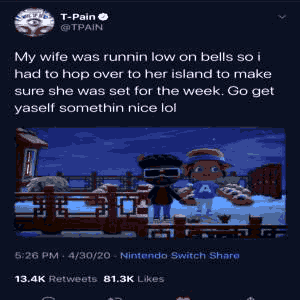 T-Pain
@TPAIN
My wife was runnin low on bells so i
had to hop over to her island to make
sure she was set for the week. Go get
yaself somethin nice lol
A
5:26 PM · 4/30/20 · Nintendo Switch Share
13.4K Retweets 81.3K Likes